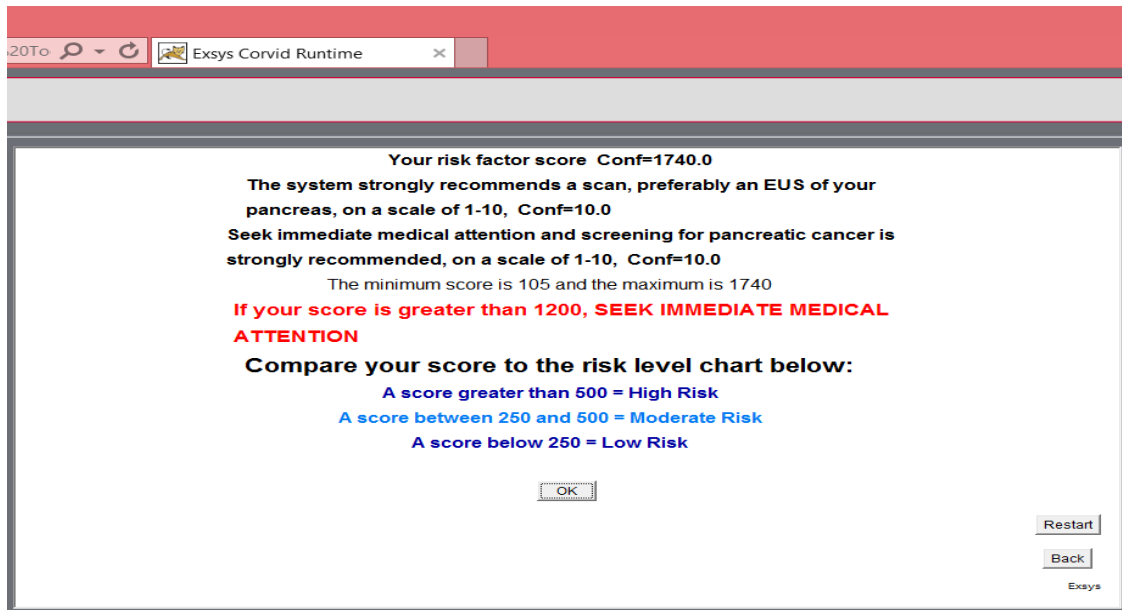 20To
Exsys Corvid Runtime
Your risk factor score Conf=1740.0
The system strongly recommends a scan, preferably an EUS of your
pancreas, on a scale of 1-10, Conf=10.0
Seek immediate medical attention and screening for pancreatic cancer is
strongly recommended, on a scale of 1-10, Conf=10.0
The minimum score is 105 and the maximum is 1740
If your score is greater than 1200, SEEK IMMEDIATE MEDICAL
ATTENTION
Compare your score to the risk level chart below:
A score greater than 500 = High Risk
A score between 250 and 500 = Moderate Risk
A score below 250 = Low Risk
OK
Restart
Back
Exsys